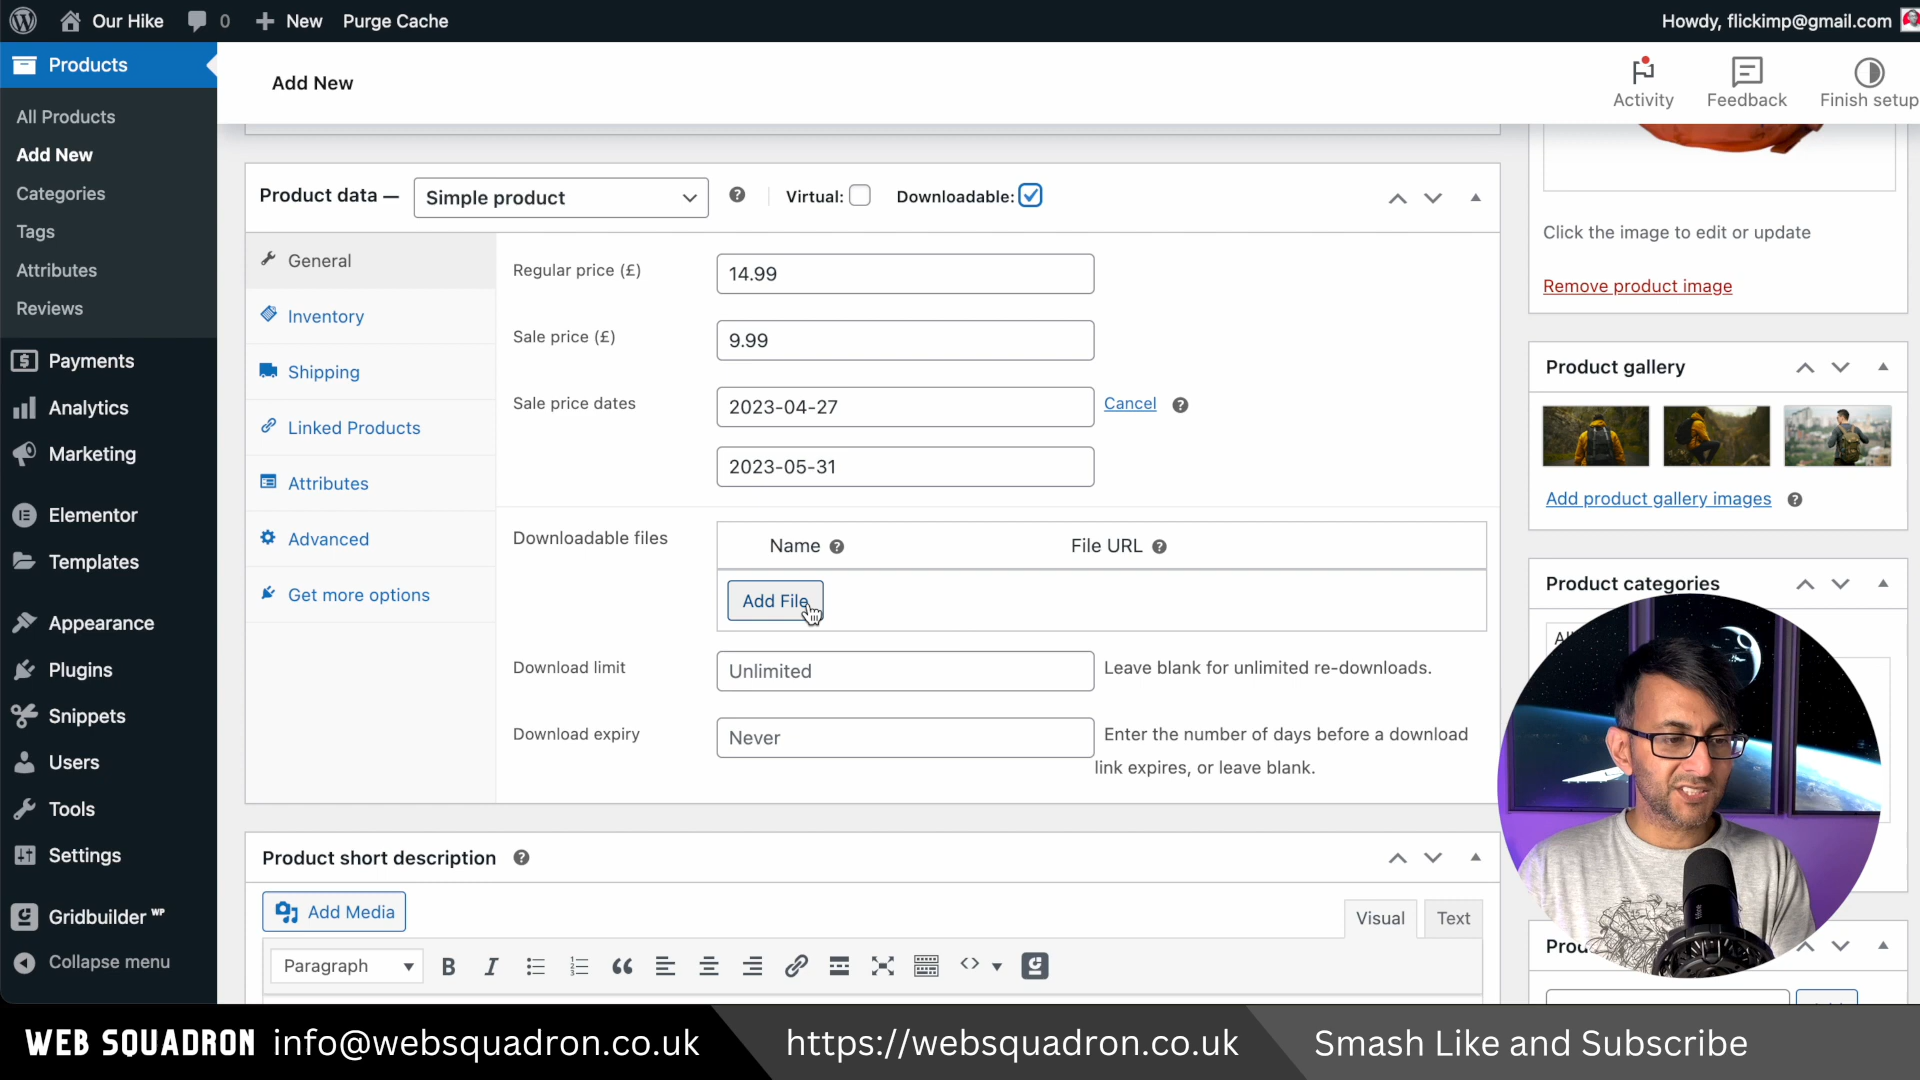 Our Hike
0
New
Purge Cache
Howdy, flickimp@gmail.com
Products
Add New
Activity
Feedback
Finish setup
All Products
Add New
Categories
Tags
Attributes
Reviews
Payments
Analytics
Marketing
Elementor
Templates
Appearance
Plugins
Snippets
Users
Tools
Settings
Gridbuilder WP
Collapse menu
Product data —
Simple product
Virtual:
Downloadable:
General
Inventory
Shipping
Linked Products
Attributes
Advanced
Get more options
Regular price (£)
14.99
Sale price (£)
9.99
Sale price dates
2023-04-27
Cancel
2023-05-31
Downloadable files
Name
File URL
Add File
Download limit
Unlimited
Leave blank for unlimited re-downloads.
Download expiry
Never
Enter the number of days before a download
link expires, or leave blank.
Product short description
Add Media
Visual
Text
Paragraph
Click the image to edit or update
Remove product image
Product gallery
Add product gallery images
Product categories
WEB SQUADRON
info@websquadron.co.uk
https://websquadron.co.uk
Smash Like and Subscribe